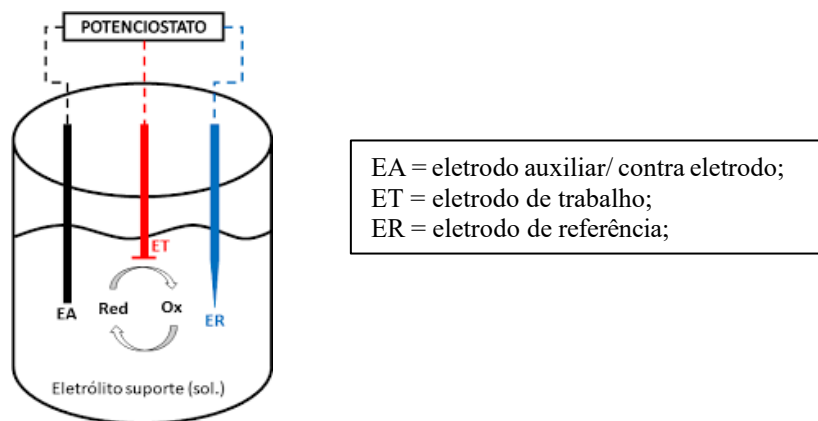 POTENCIOSTATO
ET
EA
Red
Ox
ER
Eletrólito suporte (sol.)
EA = eletrodo auxiliar/ contra eletrodo;
ET = eletrodo de trabalho;
ER = eletrodo de referência;